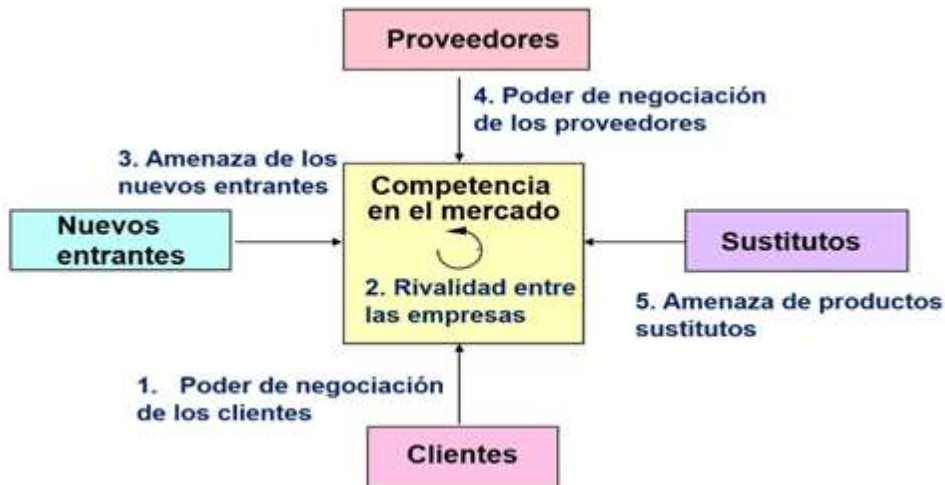 Proveedores
4. Poder de negociación
de los proveedores
3. Amenaza de los
nuevos entrantes
Competencia
en el mercado
Nuevos
entrantes
Sustitutos
2. Rivalidad entre
las empresas
5. Amenaza de productos
sustitutos
1. Poder de negociación
de los clientes
Clientes